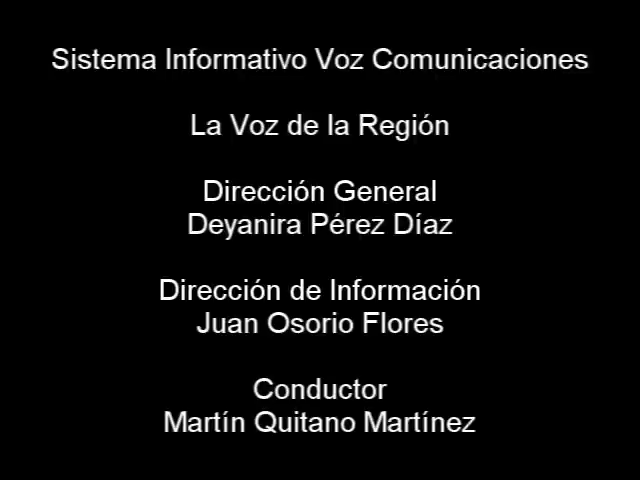 Sistema Informativo Voz Comunicaciones
La Voz de la Región
Dirección General
Deyanira Pérez Díaz
Dirección de Información
Juan Osorio Flores
Conductor
Martín Quitano Martínez